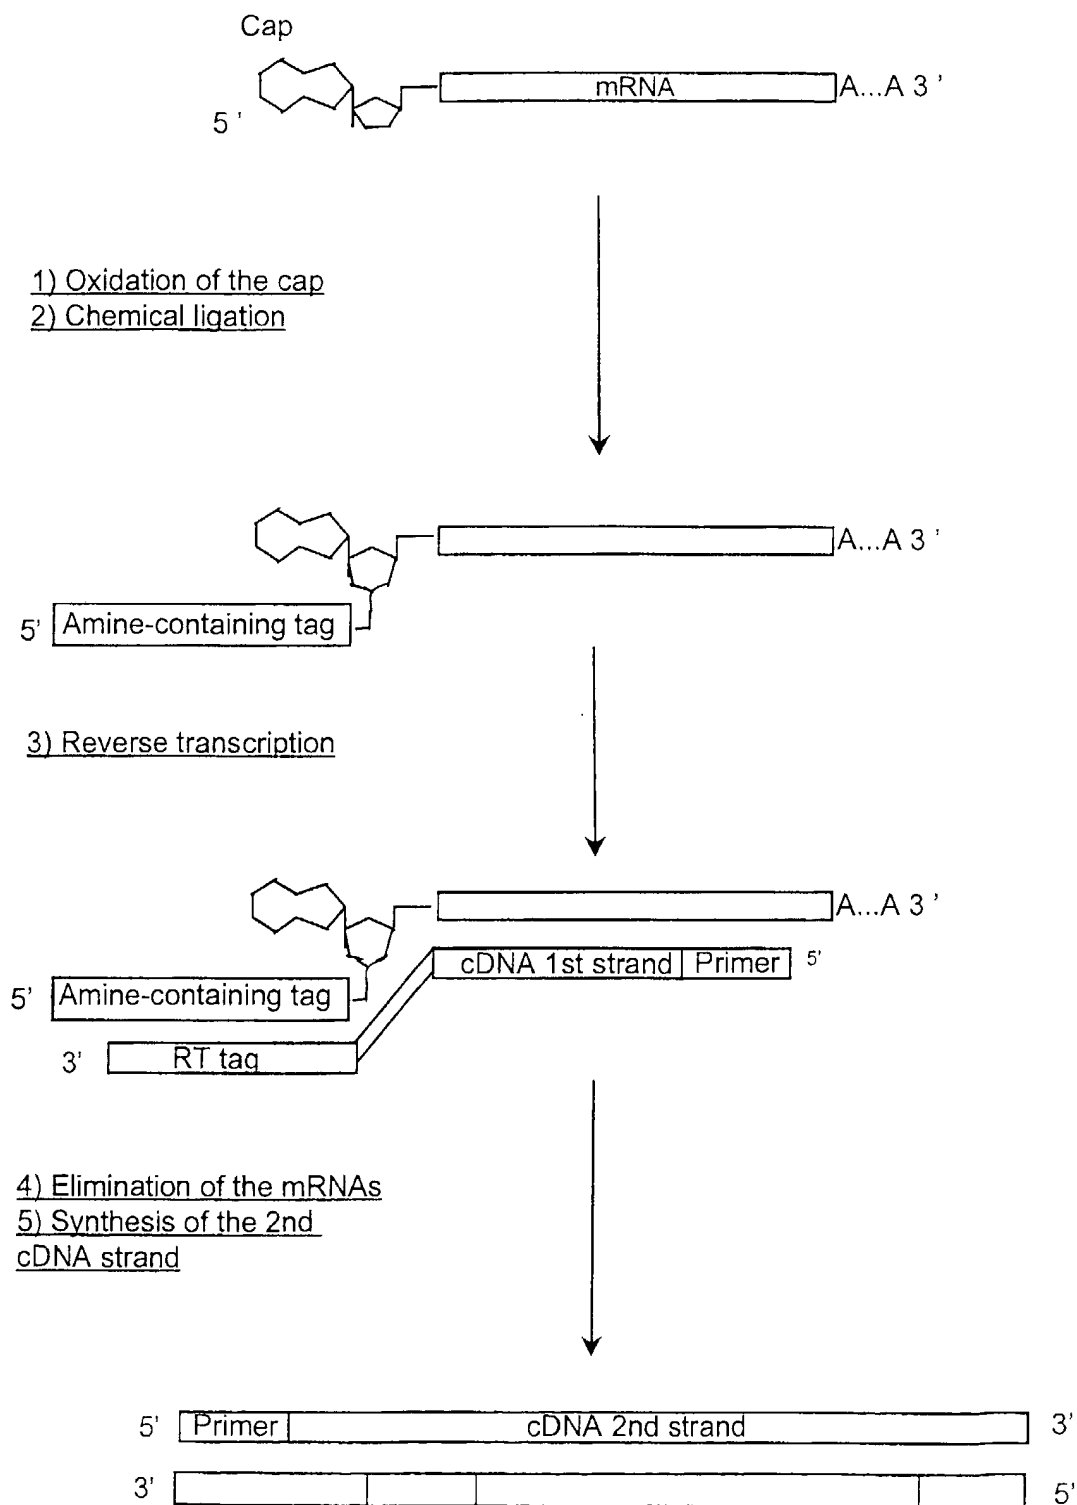 Cap
mRNA
A...A 3 '
5 '
1) Oxidation of the cap
2) Chemical ligation
A...A 3 '
5' Amine-containing tag
3) Reverse transcription
A...A 3 '
cDNA 1st strand Primer 5'
5' Amine-containing tag
3' RT tag
4) Elimination of the mRNAs
5) Synthesis of the 2nd
cDNA strand
5' Primer cDNA 2nd strand 3'
3' 5'